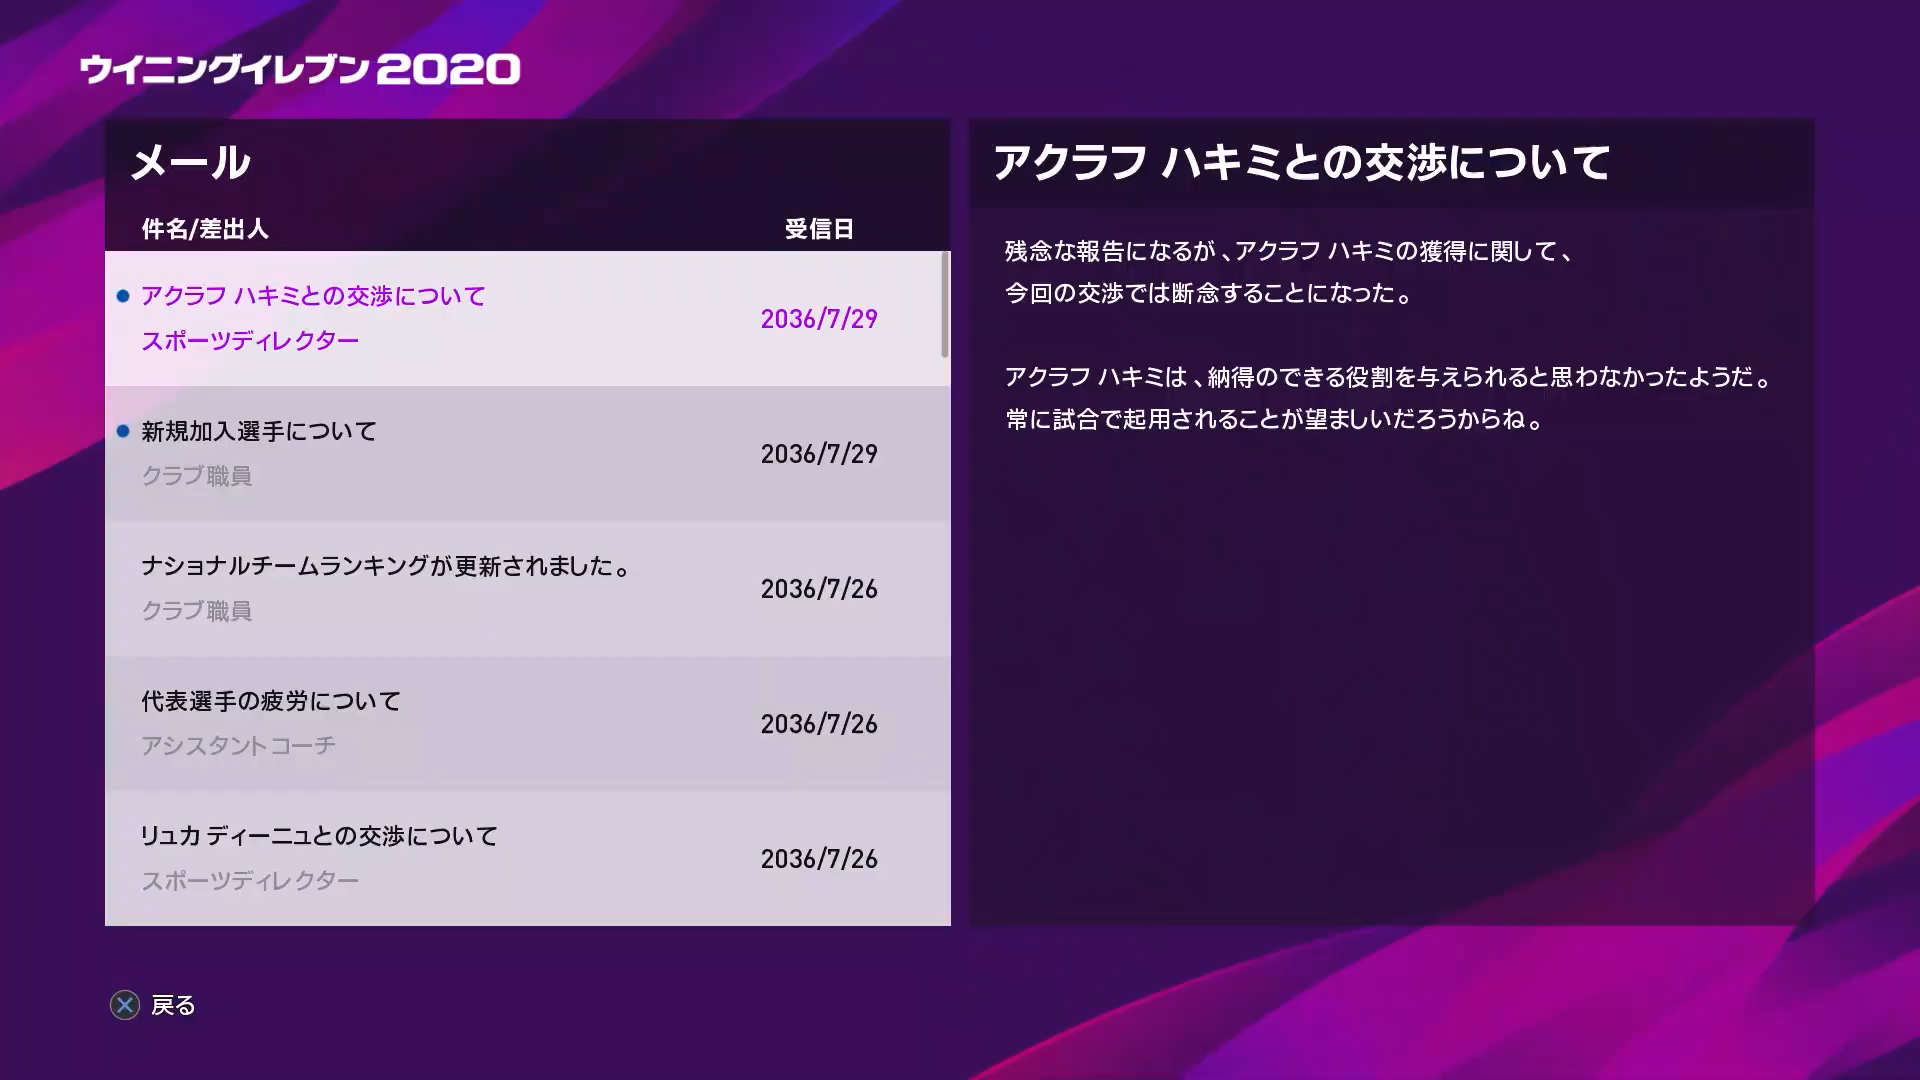 ウイニングイレブン2020
メール
件名/差出人 受信日
アクラフ ハキミとの交渉について
スポーツディレクター
2036/7/29
新規加入選手について
クラブ職員
2036/7/29
ナショナルチームランキングが更新されました。
クラブ職員
2036/7/26
代表選手の疲労について
アシスタントコーチ
2036/7/26
リュカ ディーニュとの交渉について
スポーツディレクター
2036/7/26
アクラフ ハキミとの交渉について
残念な報告になるが、アクラフ ハキミの獲得に関して、
今回の交渉では断念することになった。
アクラフ ハキミは、納得のできる役割を与えられると思わなかったようだ。
常に試合で起用されることが望ましいだろうからね。
戻る